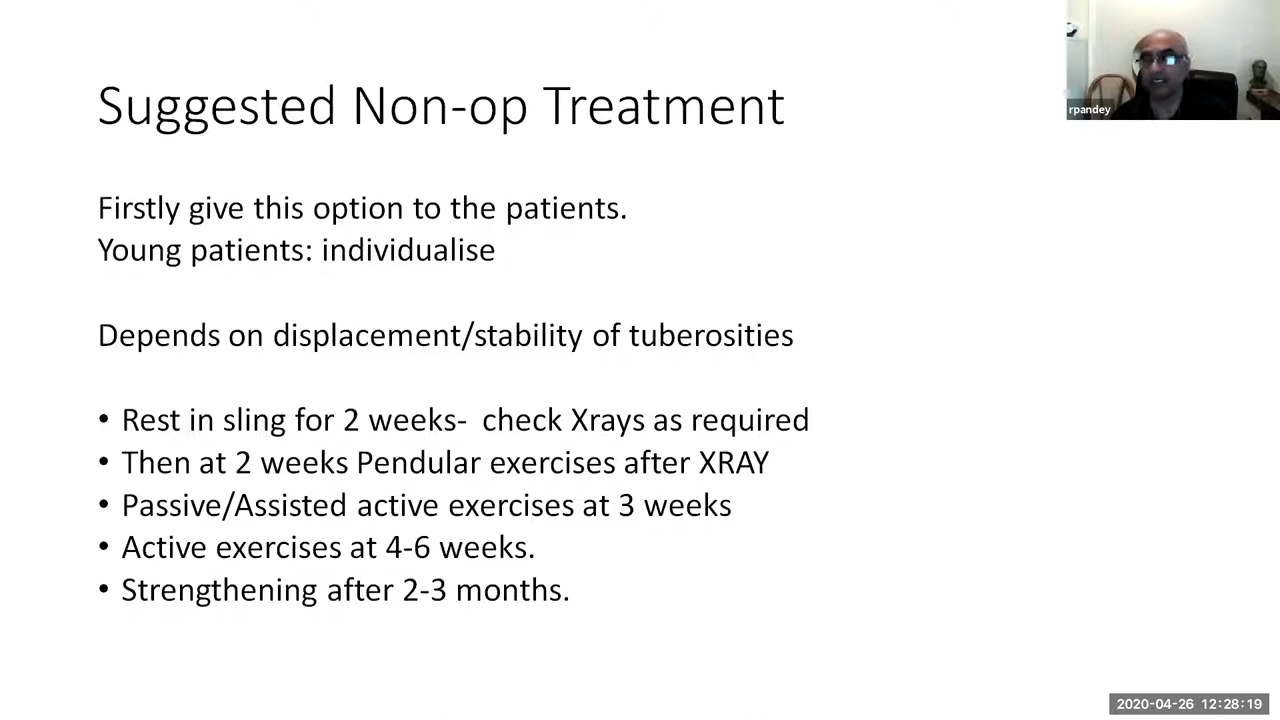 Suggested Non-op Treatment
rpandey
Firstly give this option to the patients.
Young patients: individualise
Depends on displacement/stability of tuberosities
• Rest in sling for 2 weeks-  check Xrays as required
• Then at 2 weeks Pendular exercises after XRAY
• Passive/Assisted active exercises at 3 weeks
• Active exercises at 4-6 weeks.
• Strengthening after 2-3 months.
2020-04-26 12:28:19